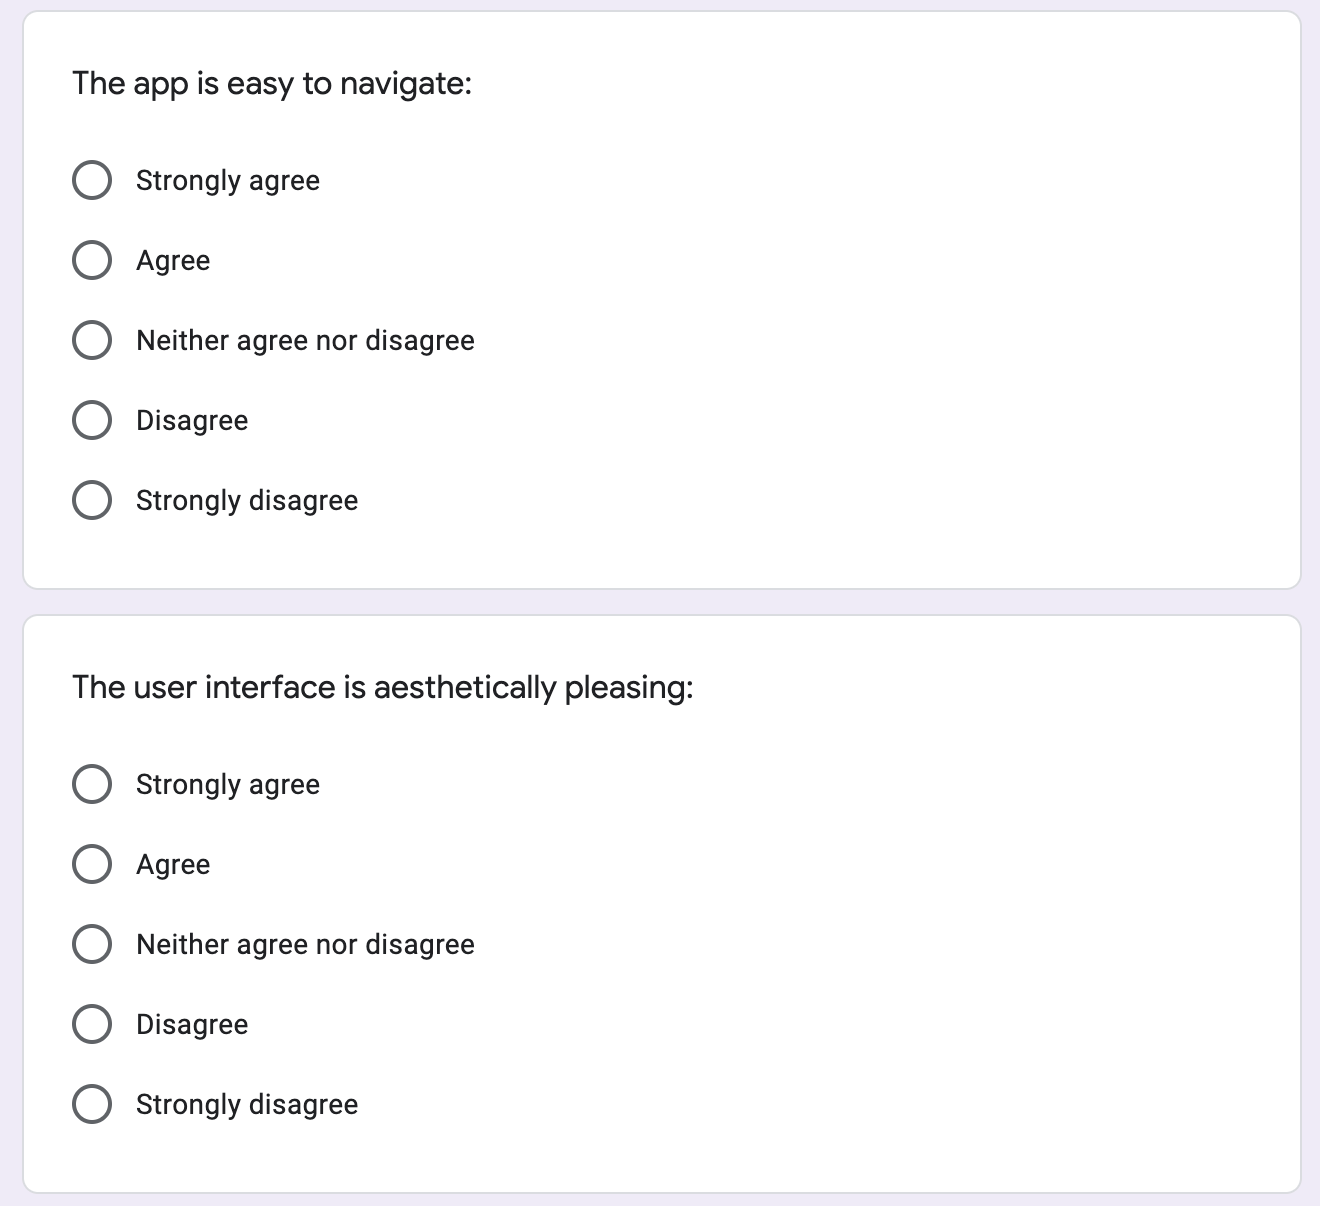 The app is easy to navigate:
Strongly agree
Agree
Neither agree nor disagree
Disagree
Strongly disagree
The user interface is aesthetically pleasing:
Strongly agree
Agree
Neither agree nor disagree
Disagree
Strongly disagree